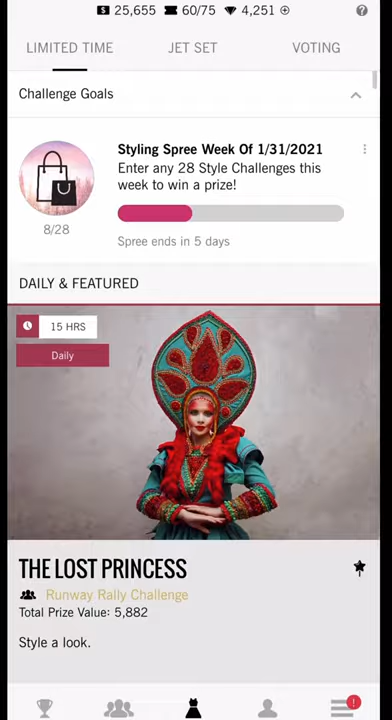 25,655 60/75 4,251
LIMITED TIME JET SET VOTING
Challenge Goals
Styling Spree Week Of 1/31/2021
Enter any 28 Style Challenges this
week to win a prize!
8/28
Spree ends in 5 days
DAILY & FEATURED
15 HRS
Daily
THE LOST PRINCESS
Runway Rally Challenge
Total Prize Value: 5,882
Style a look.